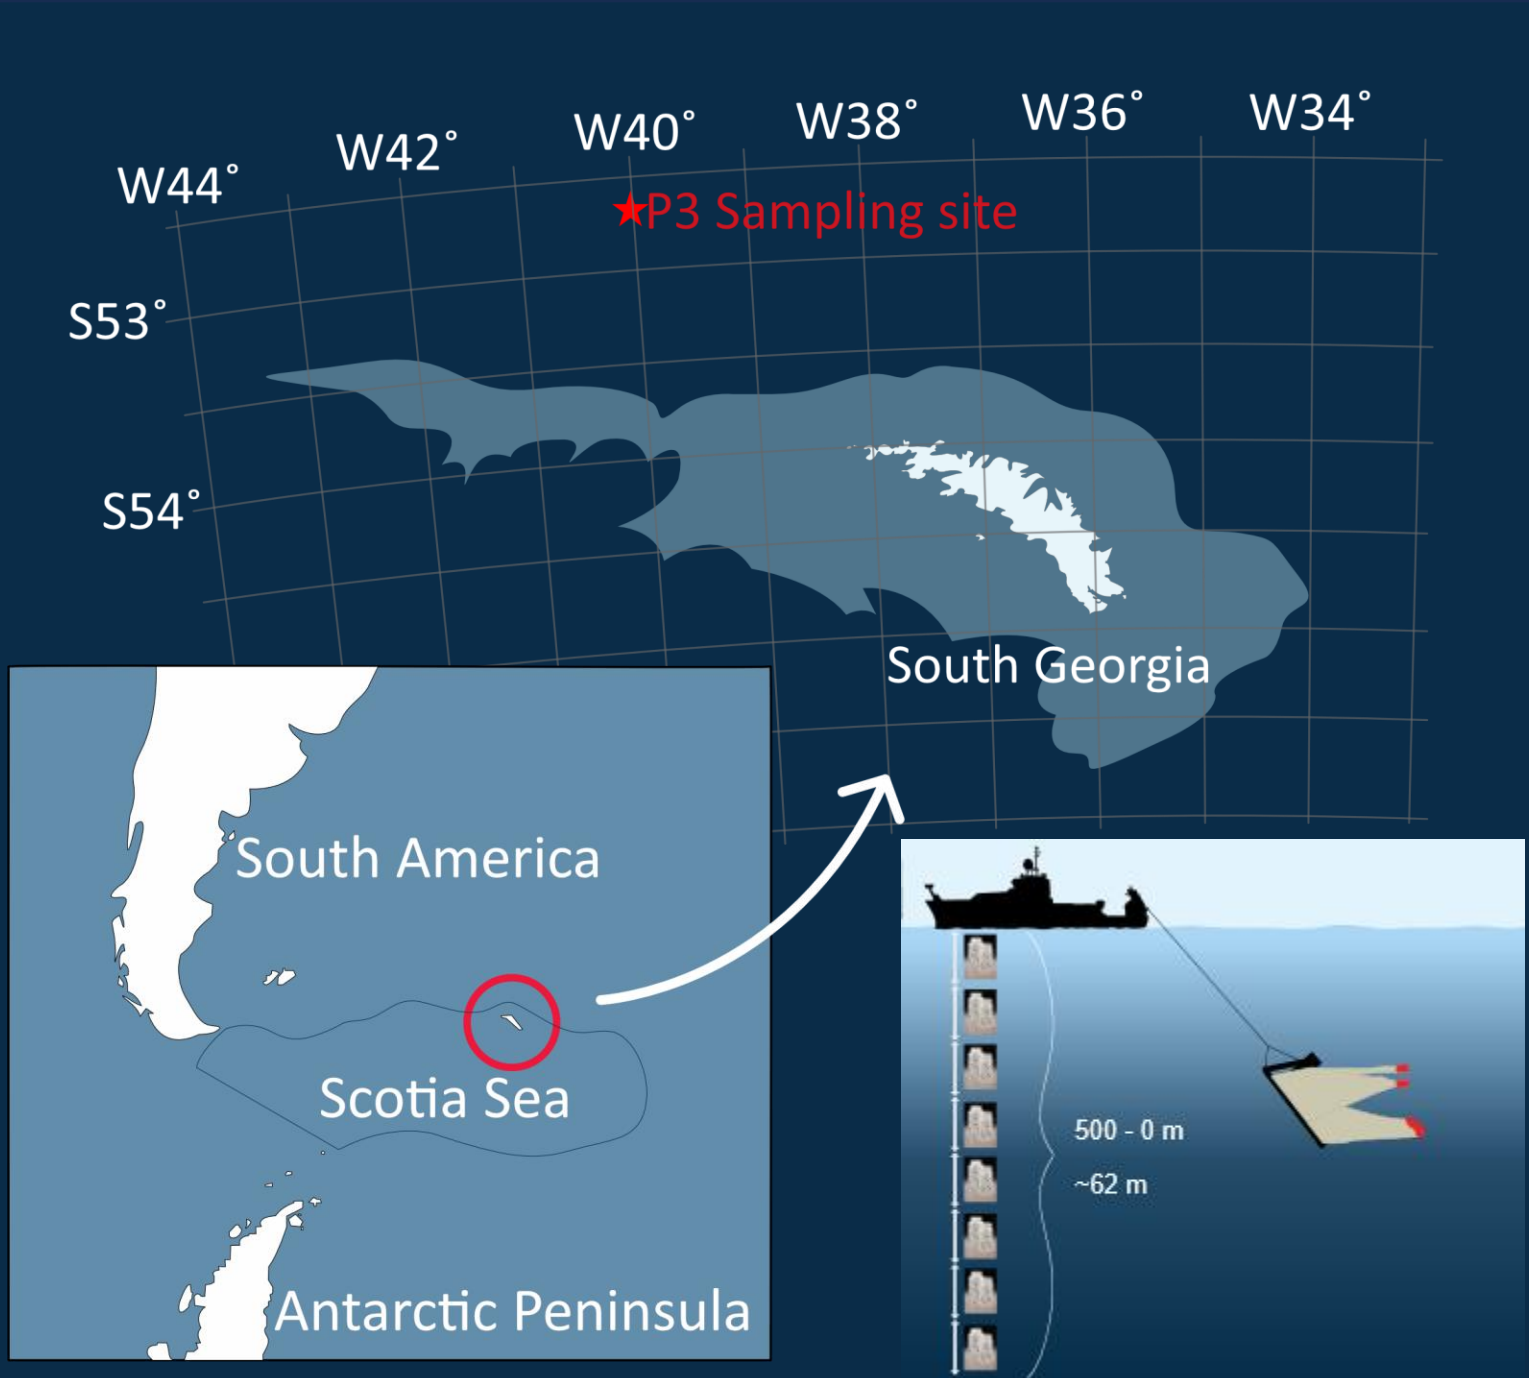 W44°
W42°
W40°
W38°
W36°
W34°
P3 Sampling site
S53°
S54°
South Georgia
South America
Scotia Sea
Antarctic Peninsula
500 - 0 m
~62 m